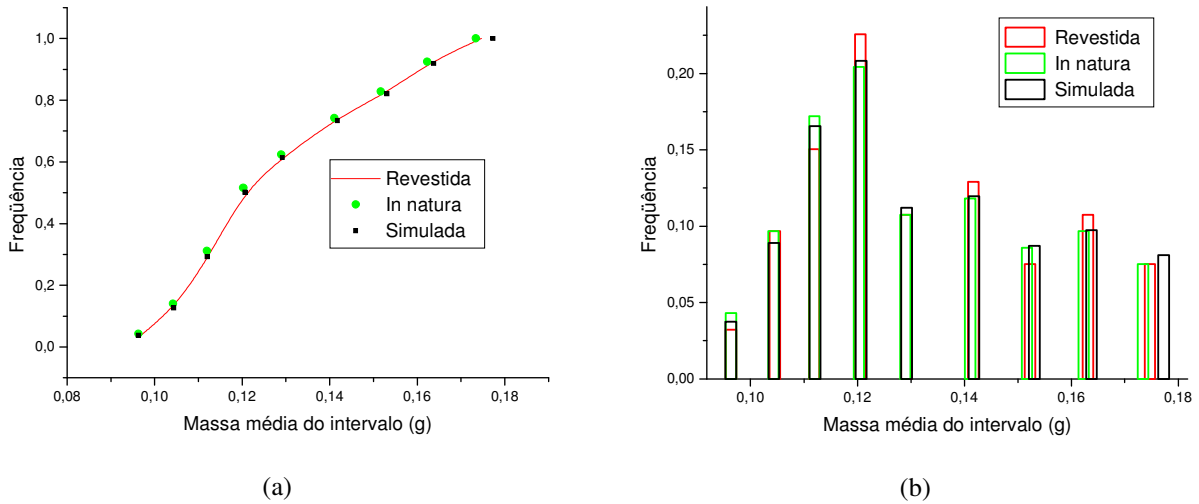 1,0
0,8
0,6
0,4
0,2
0,0
Freqüência
0,08
0,10
0,12
0,14
0,16
0,18
Massa média do intervalo (g)
Revestida
In natura
Simulada
(a)
0,20
0,15
0,10
0,05
0,00
Freqüência
0,10
0,12
0,14
0,16
0,18
Massa média do intervalo (g)
Revestida
In natura
Simulada
(b)